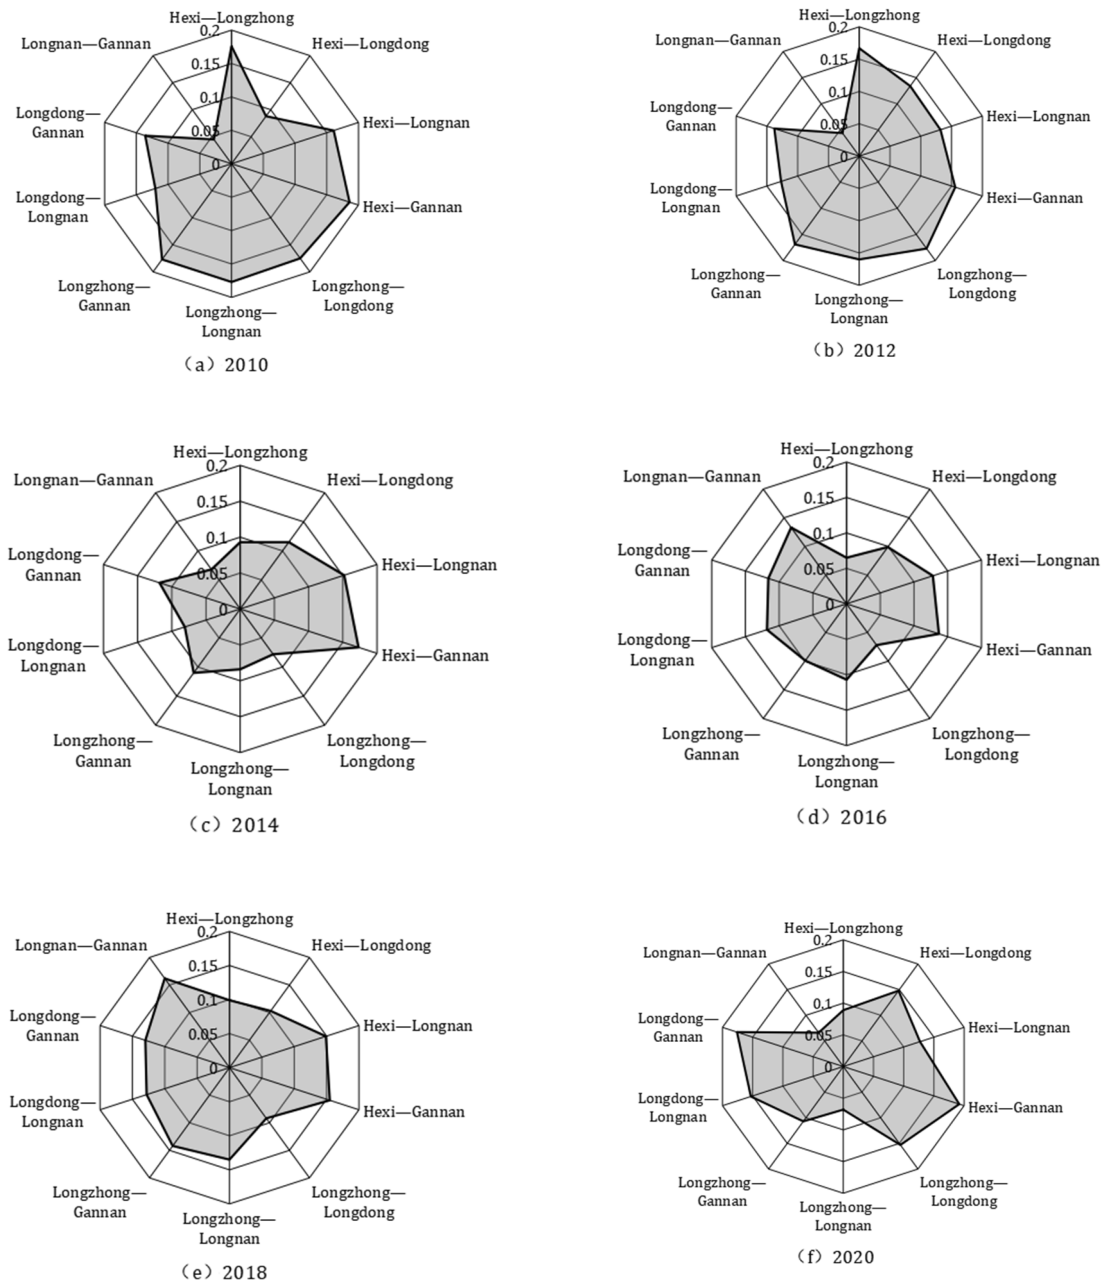 Hexi—Longzhong
0.2
Longnan—Gannan
Hexi—Longdong
0.15
0.1
Longdong—
Gannan
0.05
Hexi—Longnan
0
Longdong—
Longnan
Hexi—Gannan
Longzhong—
Gannan
Longzhong—
Longdong
Longzhong—
Longnan
（a）2010
Hexi—Longzhong
0.2
Longnan—Gannan
Hexi—Longdong
0.15
0.1
Longdong—
Gannan
0.05
Hexi—Longnan
0
Longdong—
Longnan
Hexi—Gannan
Longzhong—
Gannan
Longzhong—
Longdong
Longzhong—
Longnan
（b）2012
Hexi—Longzhong
0.2
Longnan—Gannan
Hexi—Longdong
0.15
0.1
Longdong—
Gannan
0.05
Hexi—Longnan
0
Longdong—
Longnan
Hexi—Gannan
Longzhong—
Gannan
Longzhong—
Longdong
Longzhong—
Longnan
（c）2014
Hexi—Longzhong
0.2
Longnan—Gannan
Hexi—Longdong
0.15
0.1
Longdong—
Gannan
0.05
Hexi—Longnan
0
Longdong—
Longnan
Hexi—Gannan
Longzhong—
Gannan
Longzhong—
Longdong
Longzhong—
Longnan
（d）2016
Hexi—Longzhong
0.2
Longnan—Gannan
Hexi—Longdong
0.15
0.1
Longdong—
Gannan
0.05
Hexi—Longnan
0
Longdong—
Longnan
Hexi—Gannan
Longzhong—
Gannan
Longzhong—
Longdong
Longzhong—
Longnan
（e）2018
Hexi—Longzhong
0.2
Longnan—Gannan
Hexi—Longdong
0.15
0.1
Longdong—
Gannan
0.05
Hexi—Longnan
0
Longdong—
Longnan
Hexi—Gannan
Longzhong—
Gannan
Longzhong—
Longdong
Longzhong—
Longnan
（f）2020